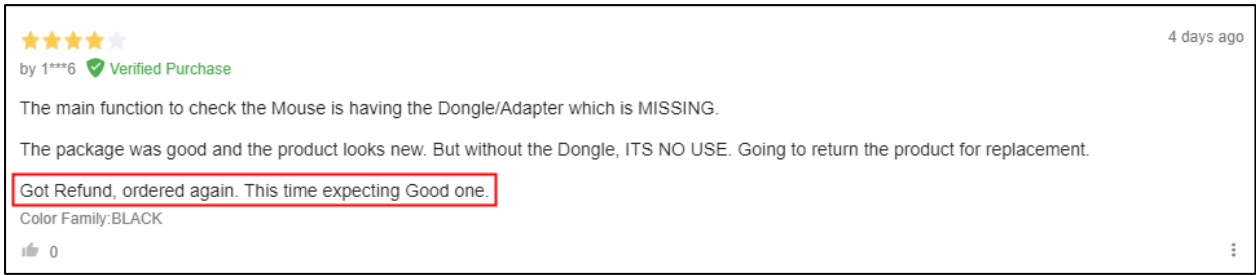 4 days ago
by 1***6 Verified Purchase
The main function to check the Mouse is having the Dongle/Adapter which is MISSING.
The package was good and the product looks new. But without the Dongle, ITS NO USE. Going to return the product for replacement.
Got Refund, ordered again. This time expecting Good one.
Color Family:BLACK
0